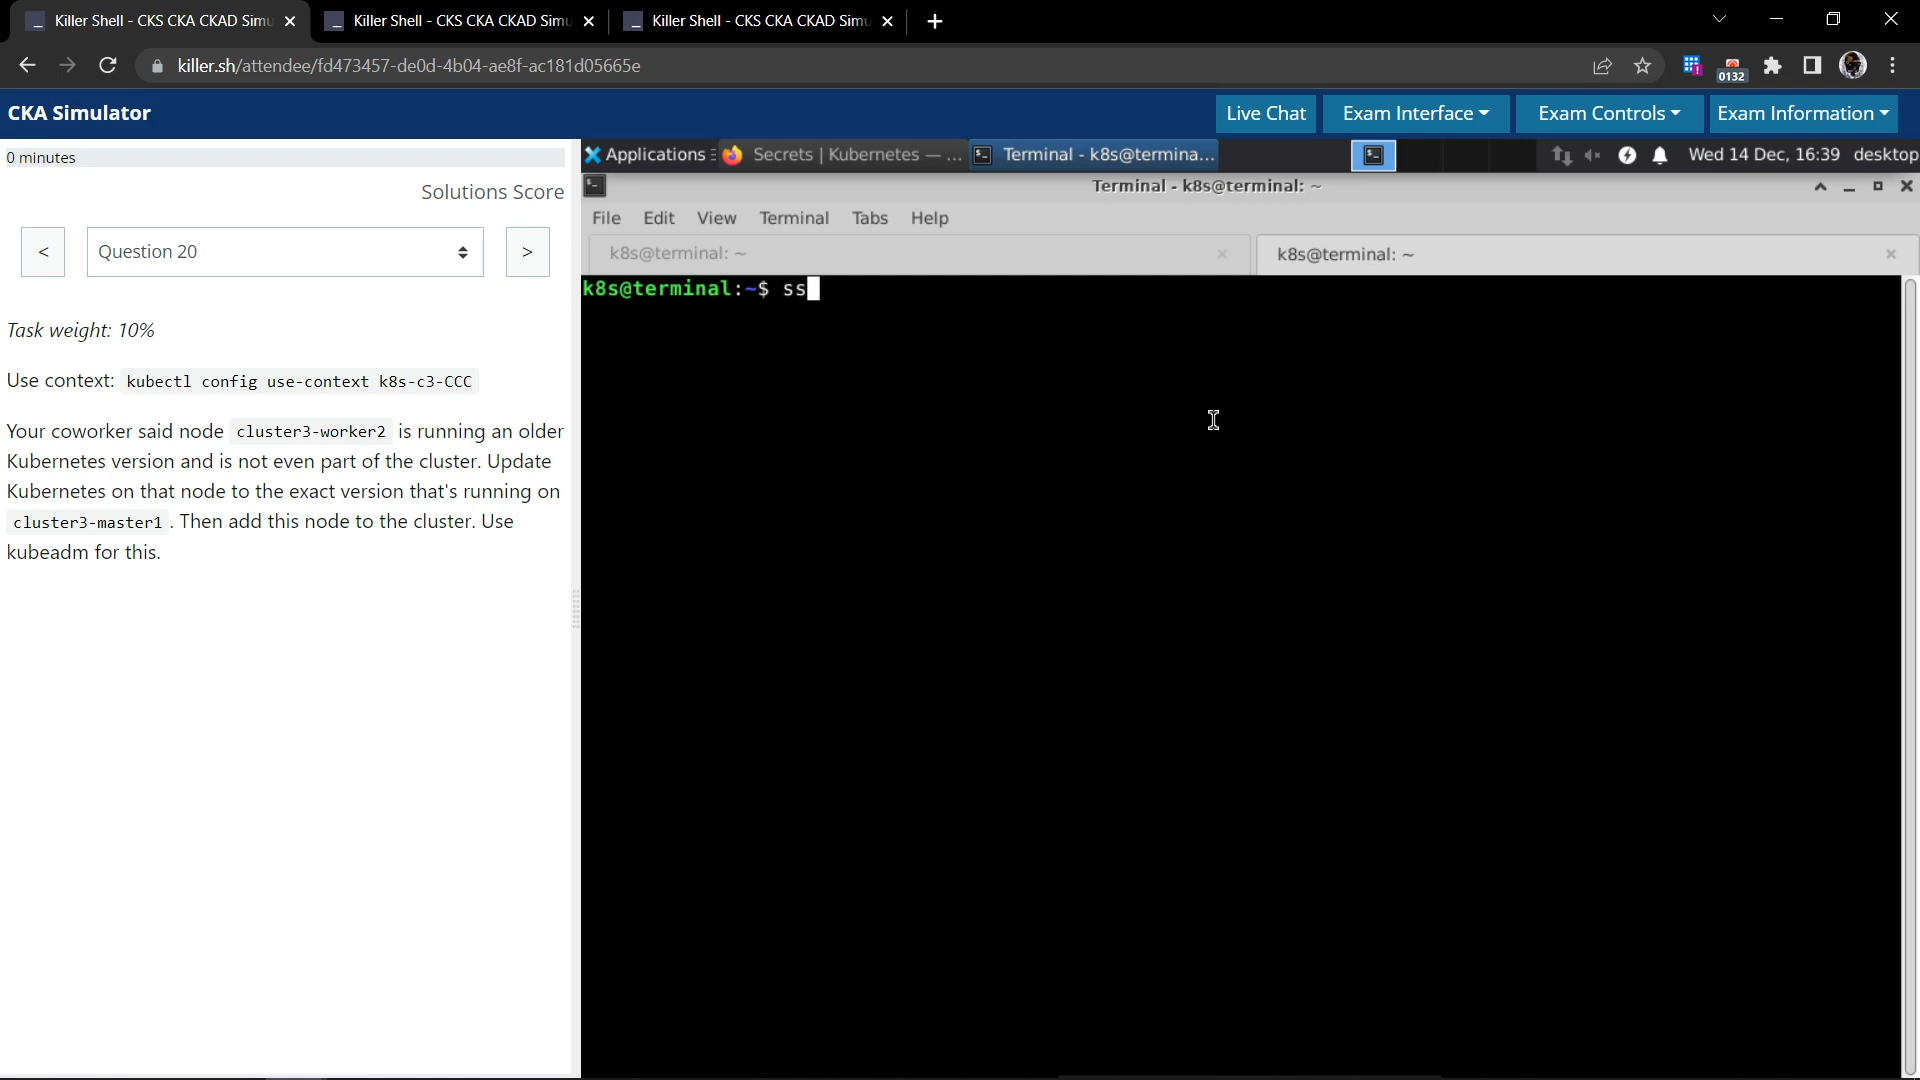 Killer Shell - CKS CKA CKAD Simu
Killer Shell - CKS CKA CKAD Simu
Killer Shell - CKS CKA CKAD Simu
killer.sh/attendee/fd473457-de0d-4b04-ae8f-ac181d05665e
0132
CKA Simulator
Live Chat
Exam Interface
Exam Controls
Exam Information
0 minutes
Solutions Score
<
Question 20
>
Task weight: 10%
Use context: kubectl config use-context k8s-c3-CCC
Your coworker said node cluster3-worker2 is running an older
Kubernetes version and is not even part of the cluster. Update
Kubernetes on that node to the exact version that's running on
cluster3-master1 . Then add this node to the cluster. Use
kubeadm for this.
Applications
Secrets | Kubernetes — ...
Terminal - k8s@termina...
Wed 14 Dec, 16:39
desktop
Terminal - k8s@terminal: ~
File Edit View Terminal Tabs Help
k8s@terminal: ~
k8s@terminal: ~
k8s@terminal:~$ ss